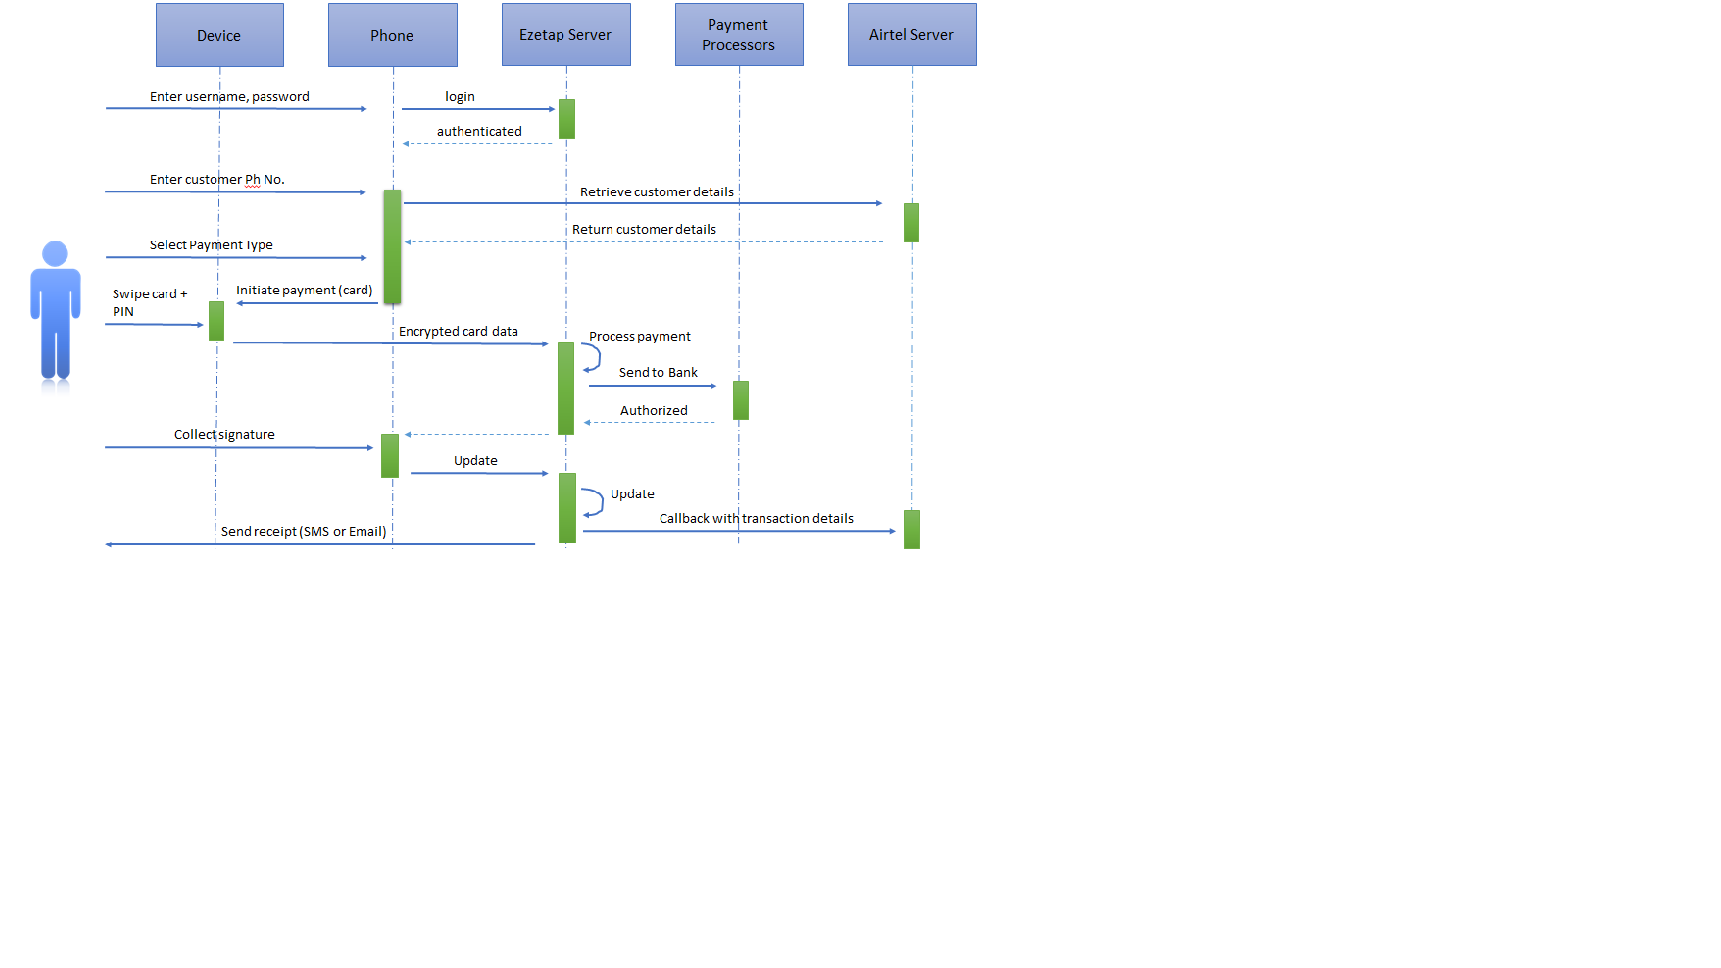 Device
Phone
Ezetap Server
Payment
Processors
Airtel Server
Enter username, password
login
authenticated
Enter customer Ph No.
Retrieve customer details
Return customer details
Select Payment Type
Initiate payment (card)
Swipe card +
PIN
Encrypted card data
Process payment
Send to Bank
Authorized
Collect signature
Update
Update
Callback with transaction details
Send receipt (SMS or Email)